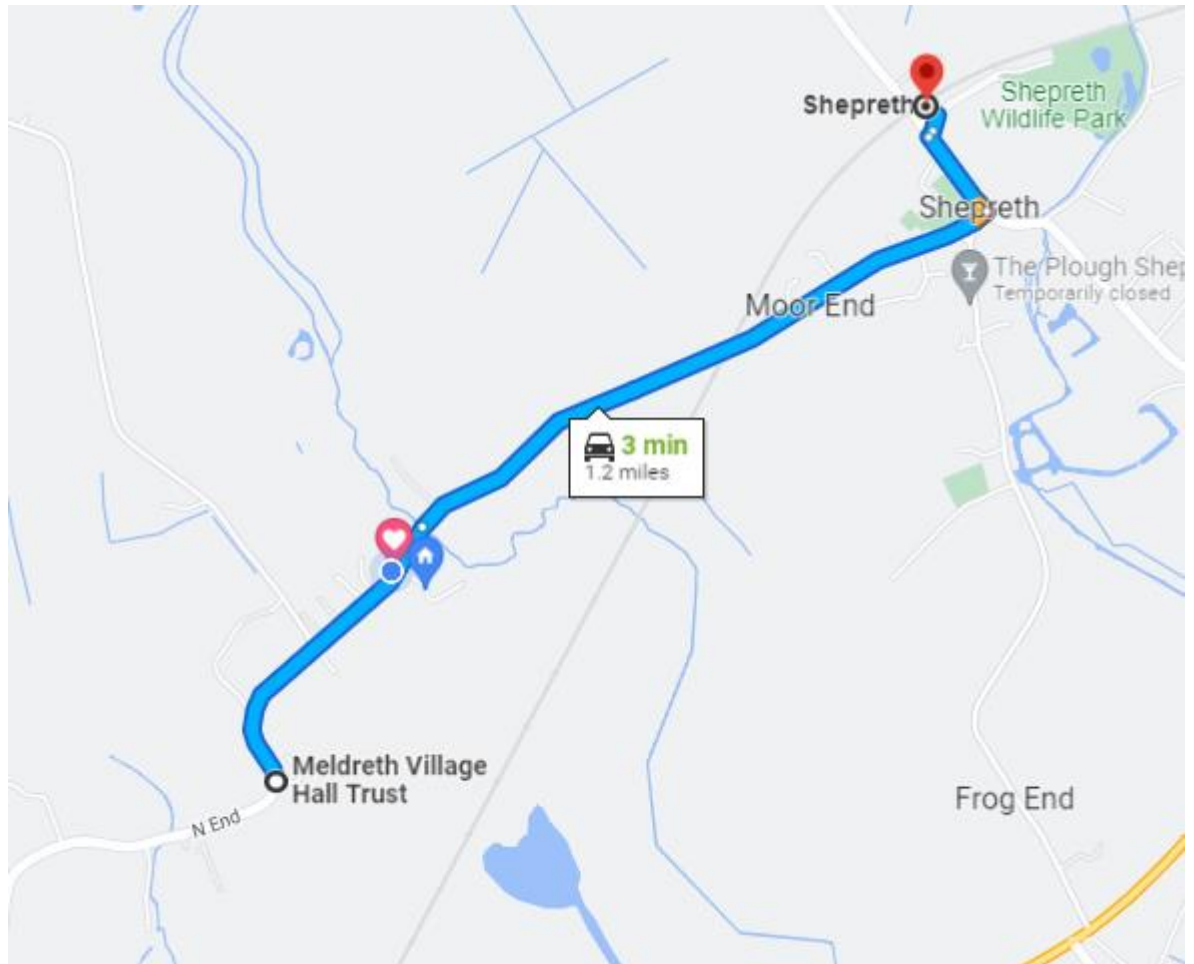 Shepreth
Shepreth
Wildlife Park
Shepreth
The Plough Shep
Temporarily closed
Moor End
3 min
1.2 miles
Meldreth Village
Hall Trust
N End
Frog End